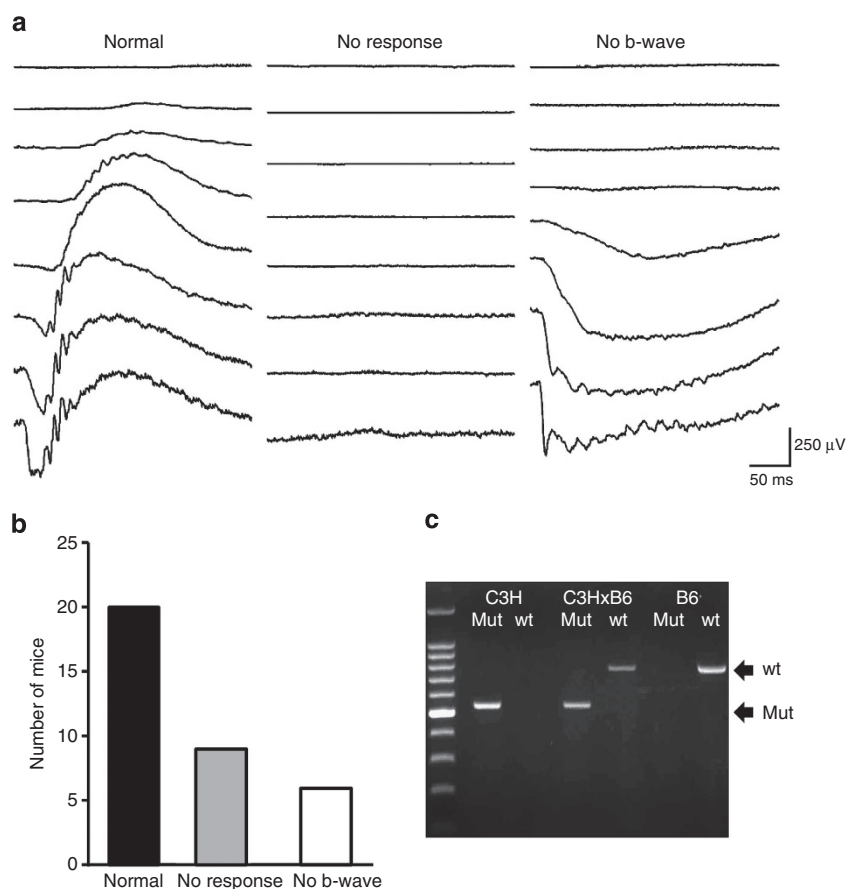 a
Normal No response No b-wave
250 µV
50 ms
b
Number of mice
25
20
15
10
5
0
Normal No response No b-wave
c
C3H C3HxB6 B6
Mut wt Mut wt Mut wt
wt
Mut